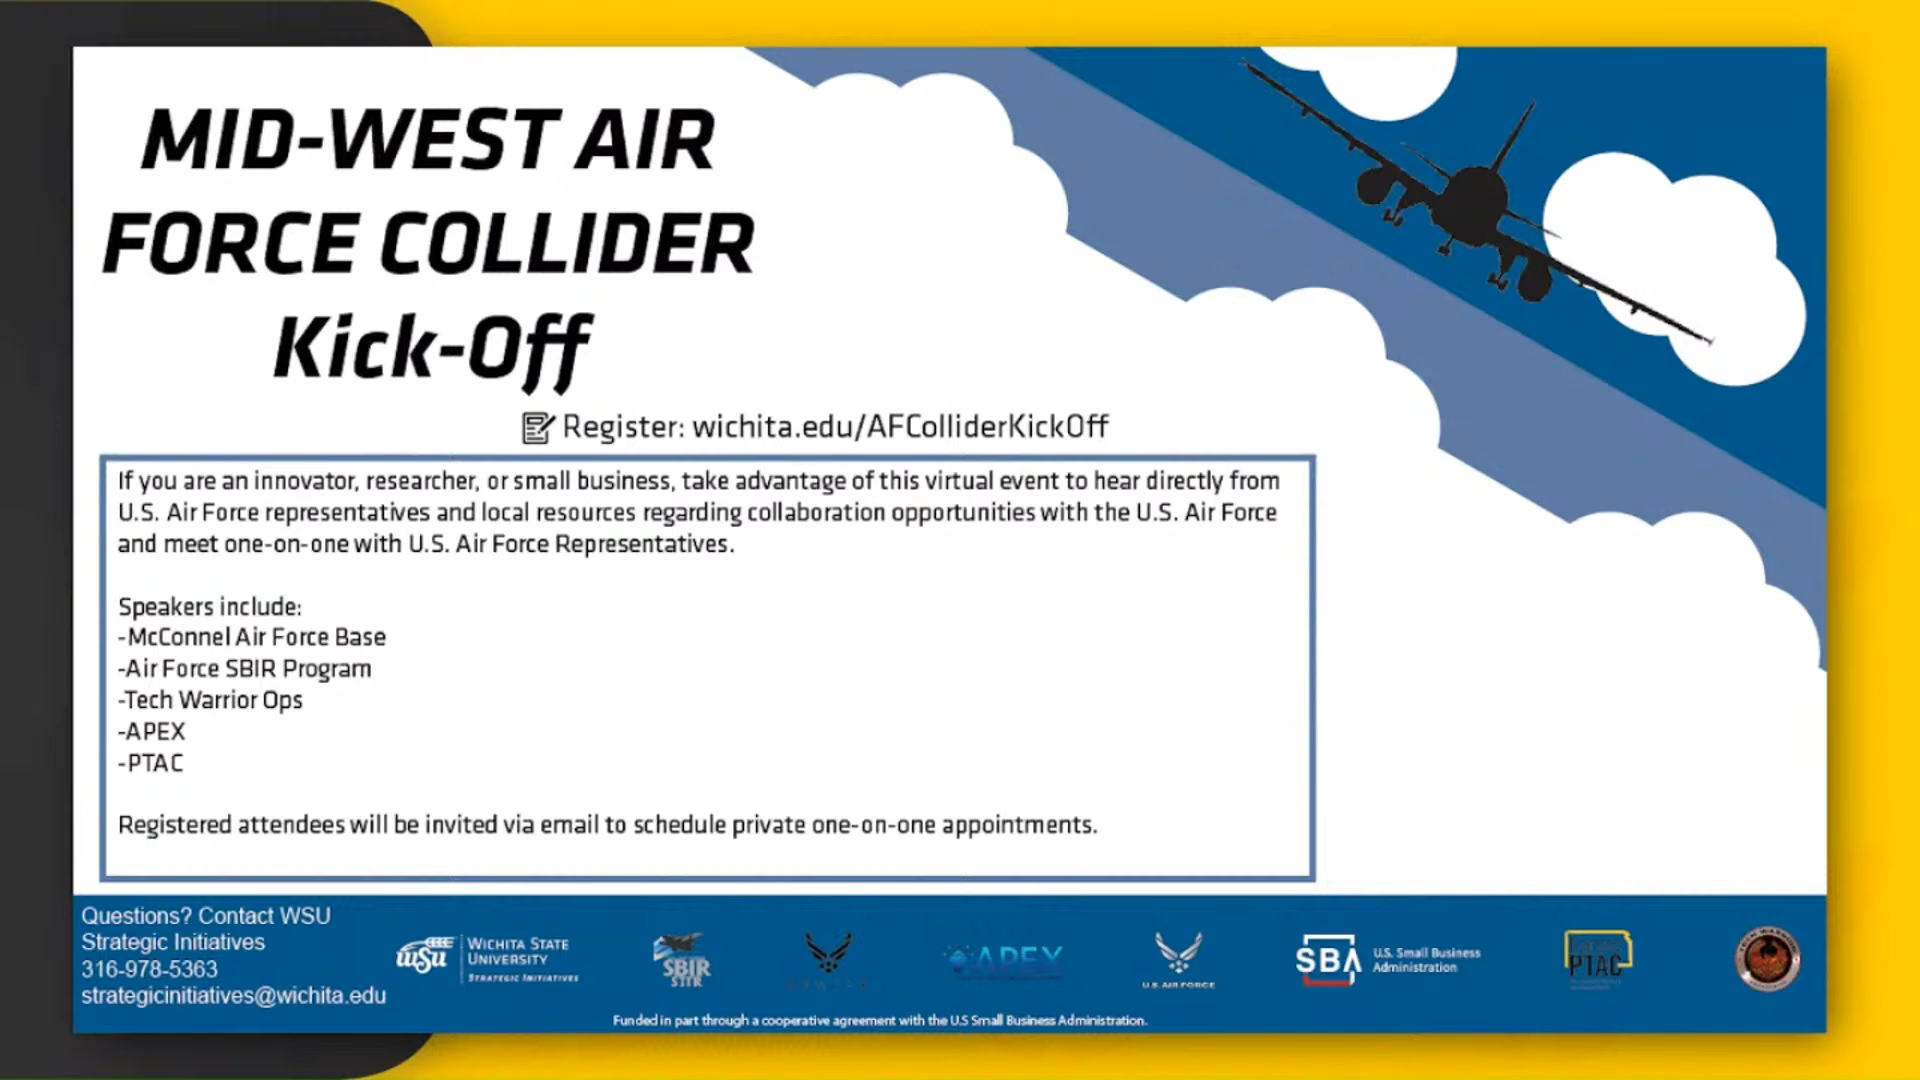 MID-WEST AIR
FORCE COLLIDER
Kick-Off
Register: wichita.edu/AFColliderKickOff
If you are an innovator, researcher, or small business, take advantage of this virtual event to hear directly from
U.S. Air Force representatives and local resources regarding collaboration opportunities with the U.S. Air Force
and meet one-on-one with U.S. Air Force Representatives.
Speakers include:
-McConnel Air Force Base
-Air Force SBIR Program
-Tech Warrior Ops
-APEX
-PTAC
Registered attendees will be invited via email to schedule private one-on-one appointments.
Questions? Contact WSU
Strategic Initiatives
316-978-5363
strategicinitiatives@wichita.edu
WSU
WICHITA STATE
UNIVERSITY
STRATEGIC INITIATIVES
SBIR
STTR
APEX
U.S. AIR FORCE
SBA
U.S. Small Business
Administration
PTAC
Funded in part through a cooperative agreement with the U.S Small Business Administration.